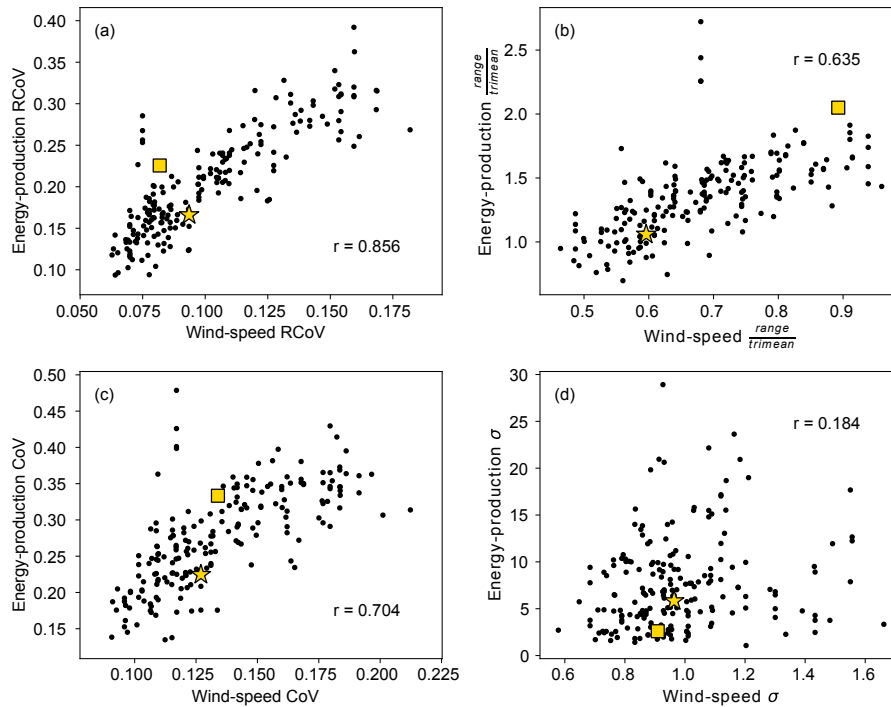 (a)
r = 0.856
Energy-production RCoV
0.40
0.35
0.30
0.25
0.20
0.15
0.10
0.050 0.075 0.100 0.125 0.150 0.175
Wind-speed RCoV
(b)
r = 0.635
Energy-production range/trimean
2.5
2.0
1.5
1.0
0.5 0.6 0.7 0.8 0.9
Wind-speed range/trimean
(c)
r = 0.704
Energy-production CoV
0.50
0.45
0.40
0.35
0.30
0.25
0.20
0.15
0.100 0.125 0.150 0.175 0.200 0.225
Wind-speed CoV
(d)
r = 0.184
Energy-production σ
30
25
20
15
10
5
0
0.6 0.8 1.0 1.2 1.4 1.6
Wind-speed σ